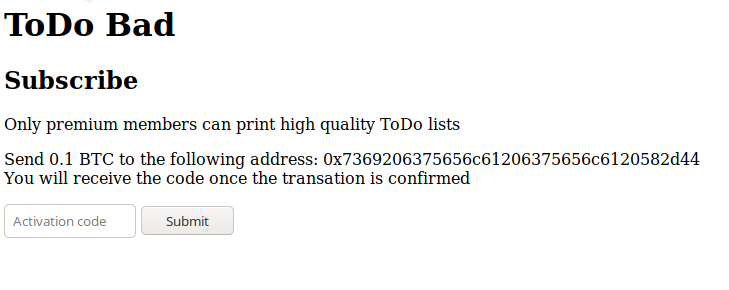 ToDo Bad
Subscribe
Only premium members can print high quality ToDo lists
Send 0.1 BTC to the following address: 0x7369206375656c61206375656c6120582d44
You will receive the code once the transation is confirmed
Activation code Submit